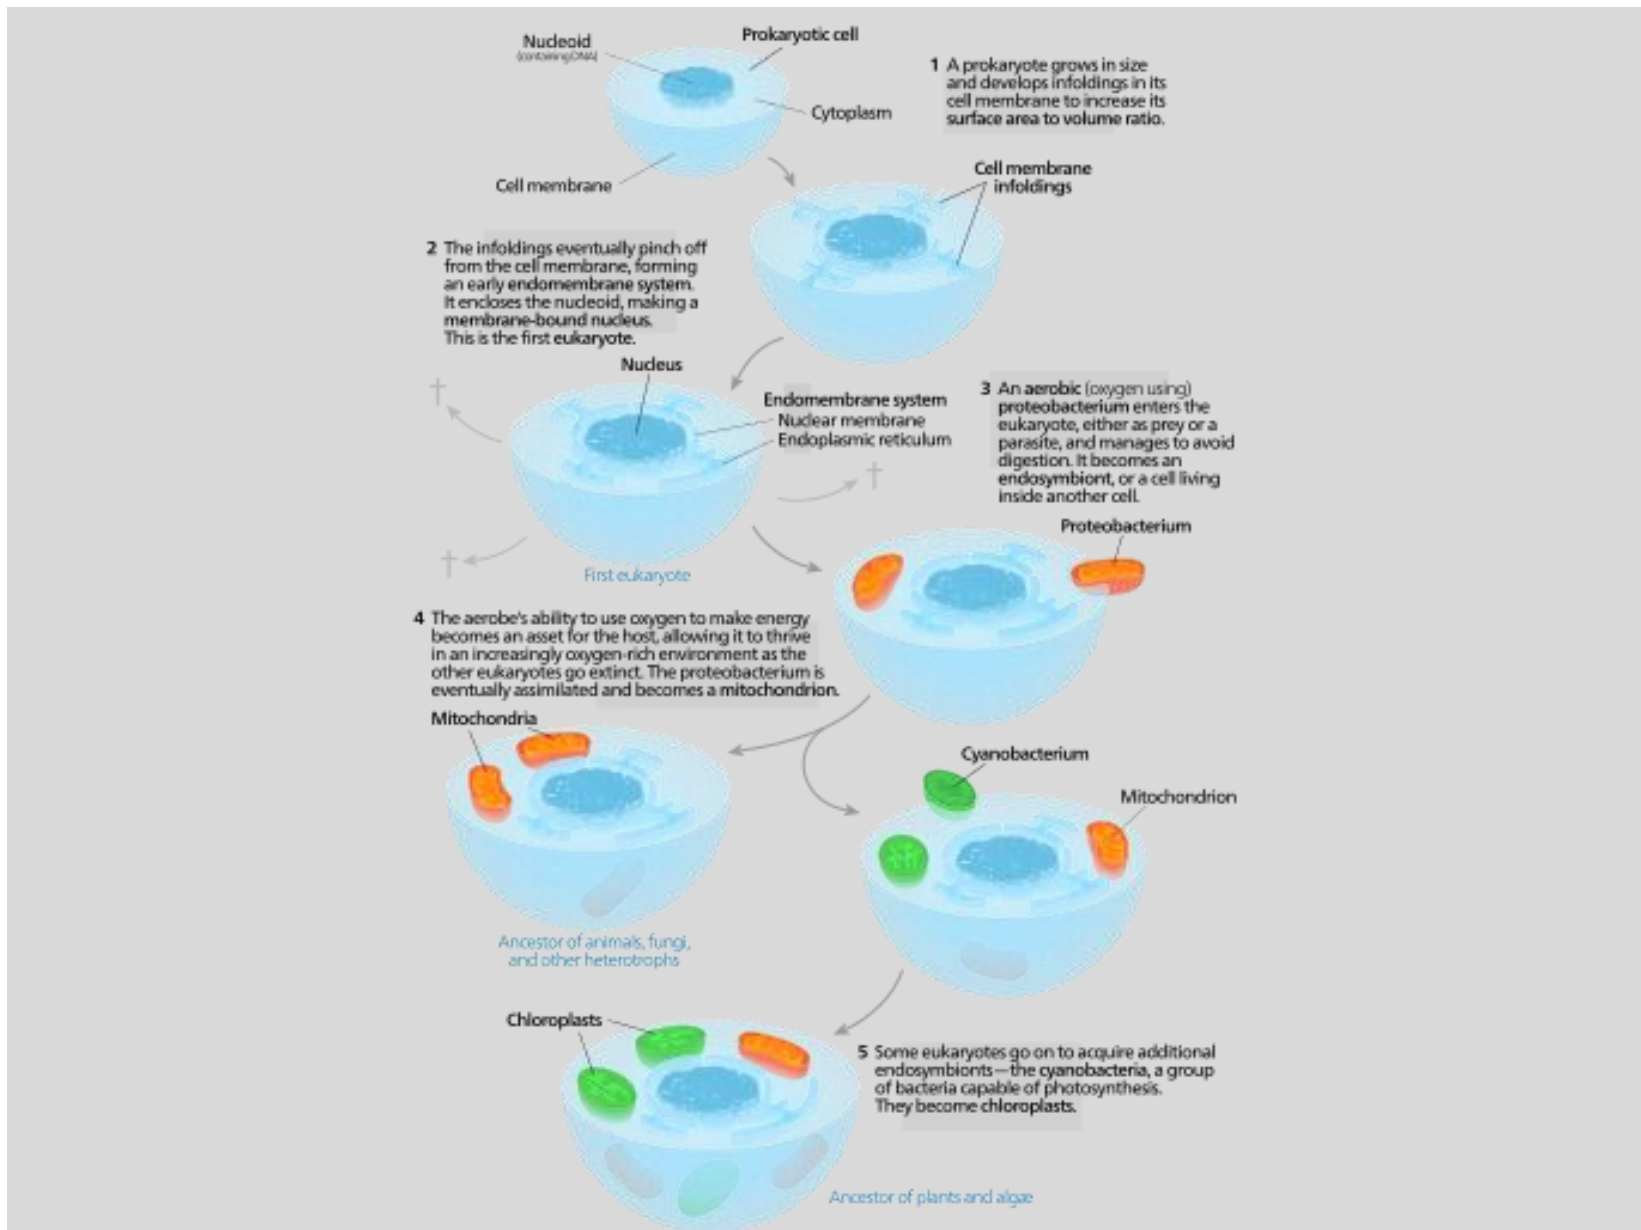 Nucleoid
(containing DNA)
Prokaryotic cell
Cytoplasm
Cell membrane
1 A prokaryote grows in size
and develops infoldings in its
cell membrane to increase its
surface area to volume ratio.
Cell membrane
infoldings
2 The infoldings eventually pinch off
from the cell membrane, forming
an early endomembrane system.
It encloses the nucleoid, making a
membrane-bound nucleus.
This is the first eukaryote.
Nucleus
Endomembrane system
Nuclear membrane
Endoplasmic reticulum
First eukaryote
3 An aerobic (oxygen using)
proteobacterium enters the
eukaryote, either as prey or a
parasite, and manages to avoid
digestion. It becomes an
endosymbiont, or a cell living
inside another cell.
Proteobacterium
4 The aerobe's ability to use oxygen to make energy
becomes an asset for the host, allowing it to thrive
in an increasingly oxygen-rich environment as the
other eukaryotes go extinct. The proteobacterium is
eventually assimilated and becomes a mitochondrion.
Mitochondria
Ancestor of animals, fungi,
and other heterotrophs
Cyanobacterium
Mitochondrion
Chloroplasts
5 Some eukaryotes go on to acquire additional
endosymbionts—the cyanobacteria, a group
of bacteria capable of photosynthesis.
They become chloroplasts.
Ancestor of plants and algae